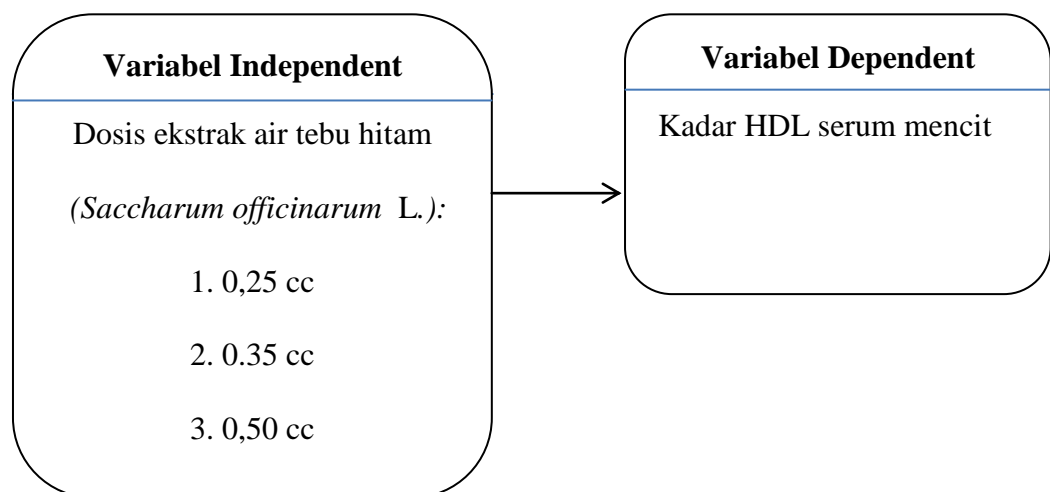 Variabel Independent
Dosis ekstrak air tebu hitam
(Saccharum officinarum L.):
1. 0,25 cc
2. 0.35 cc
3. 0,50 cc
Variabel Dependent
Kadar HDL serum mencit